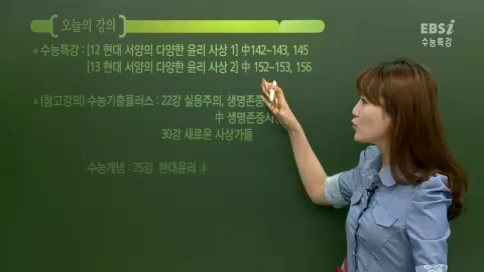 오늘의 강의
EBSi
수능특강
* 수능특강 : [12 현대 서양의 다양한 윤리 사상 1] 中142~143, 145
[13 현대 서양의 다양한 윤리 사상 2] 中 152~153, 156
(참고강의) 수능기출플러스 : 22강 실용주의, 생명존중
中 생명존중사
30강 새로운 사상가들
수능개념 : 25강 현대윤리